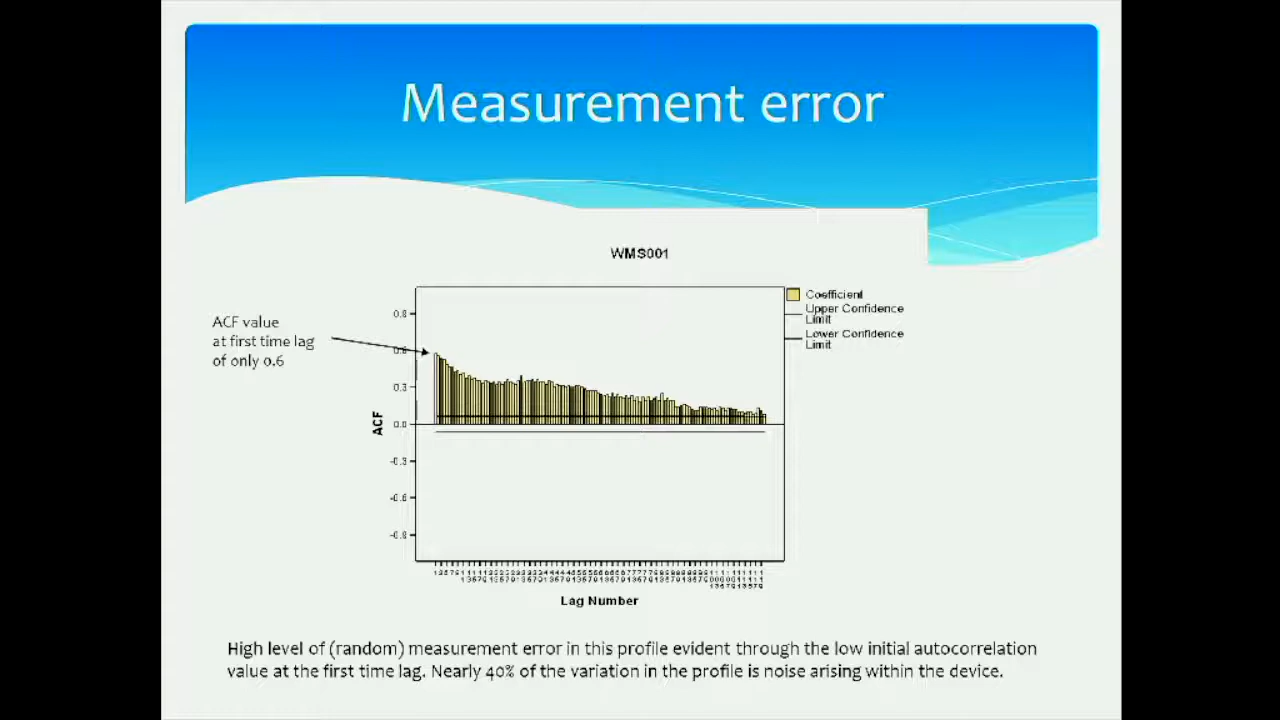 Measurement error
WMS001
Coefficient
Upper Confidence
Limit
Lower Confidence
Limit
ACF value
at first time lag
of only 0.6
0.6
0.3
0.0
-0.3
-0.6
ACF
Lag Number
High level of (random) measurement error in this profile evident through the low initial autocorrelation
value at the first time lag. Nearly 40% of the variation in the profile is noise arising within the device.